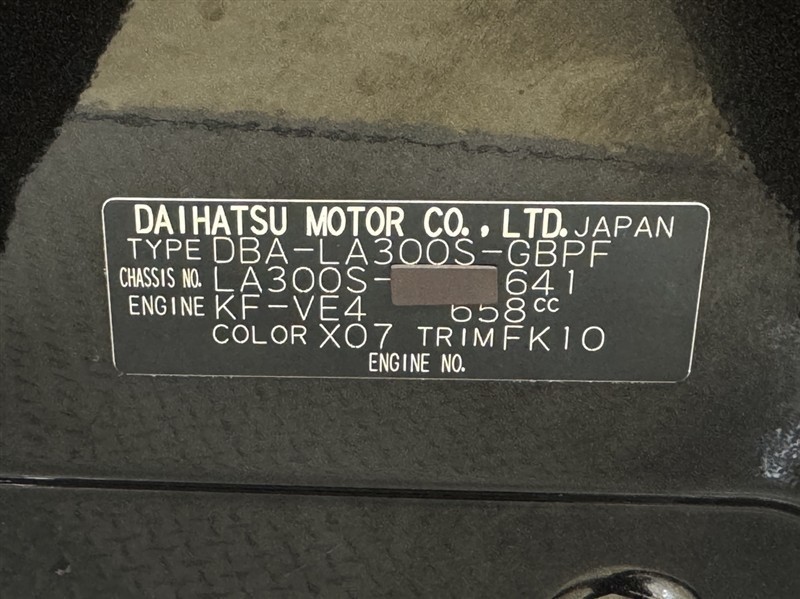 DAIHATSU MOTOR CO., LTD. JAPAN
TYPE DBA-LA300S-GBPF
CHASSIS NO. LA300S- 641
ENGINE KF-VE4 658cc
COLOR X07 TRIM FK10
ENGINE NO.